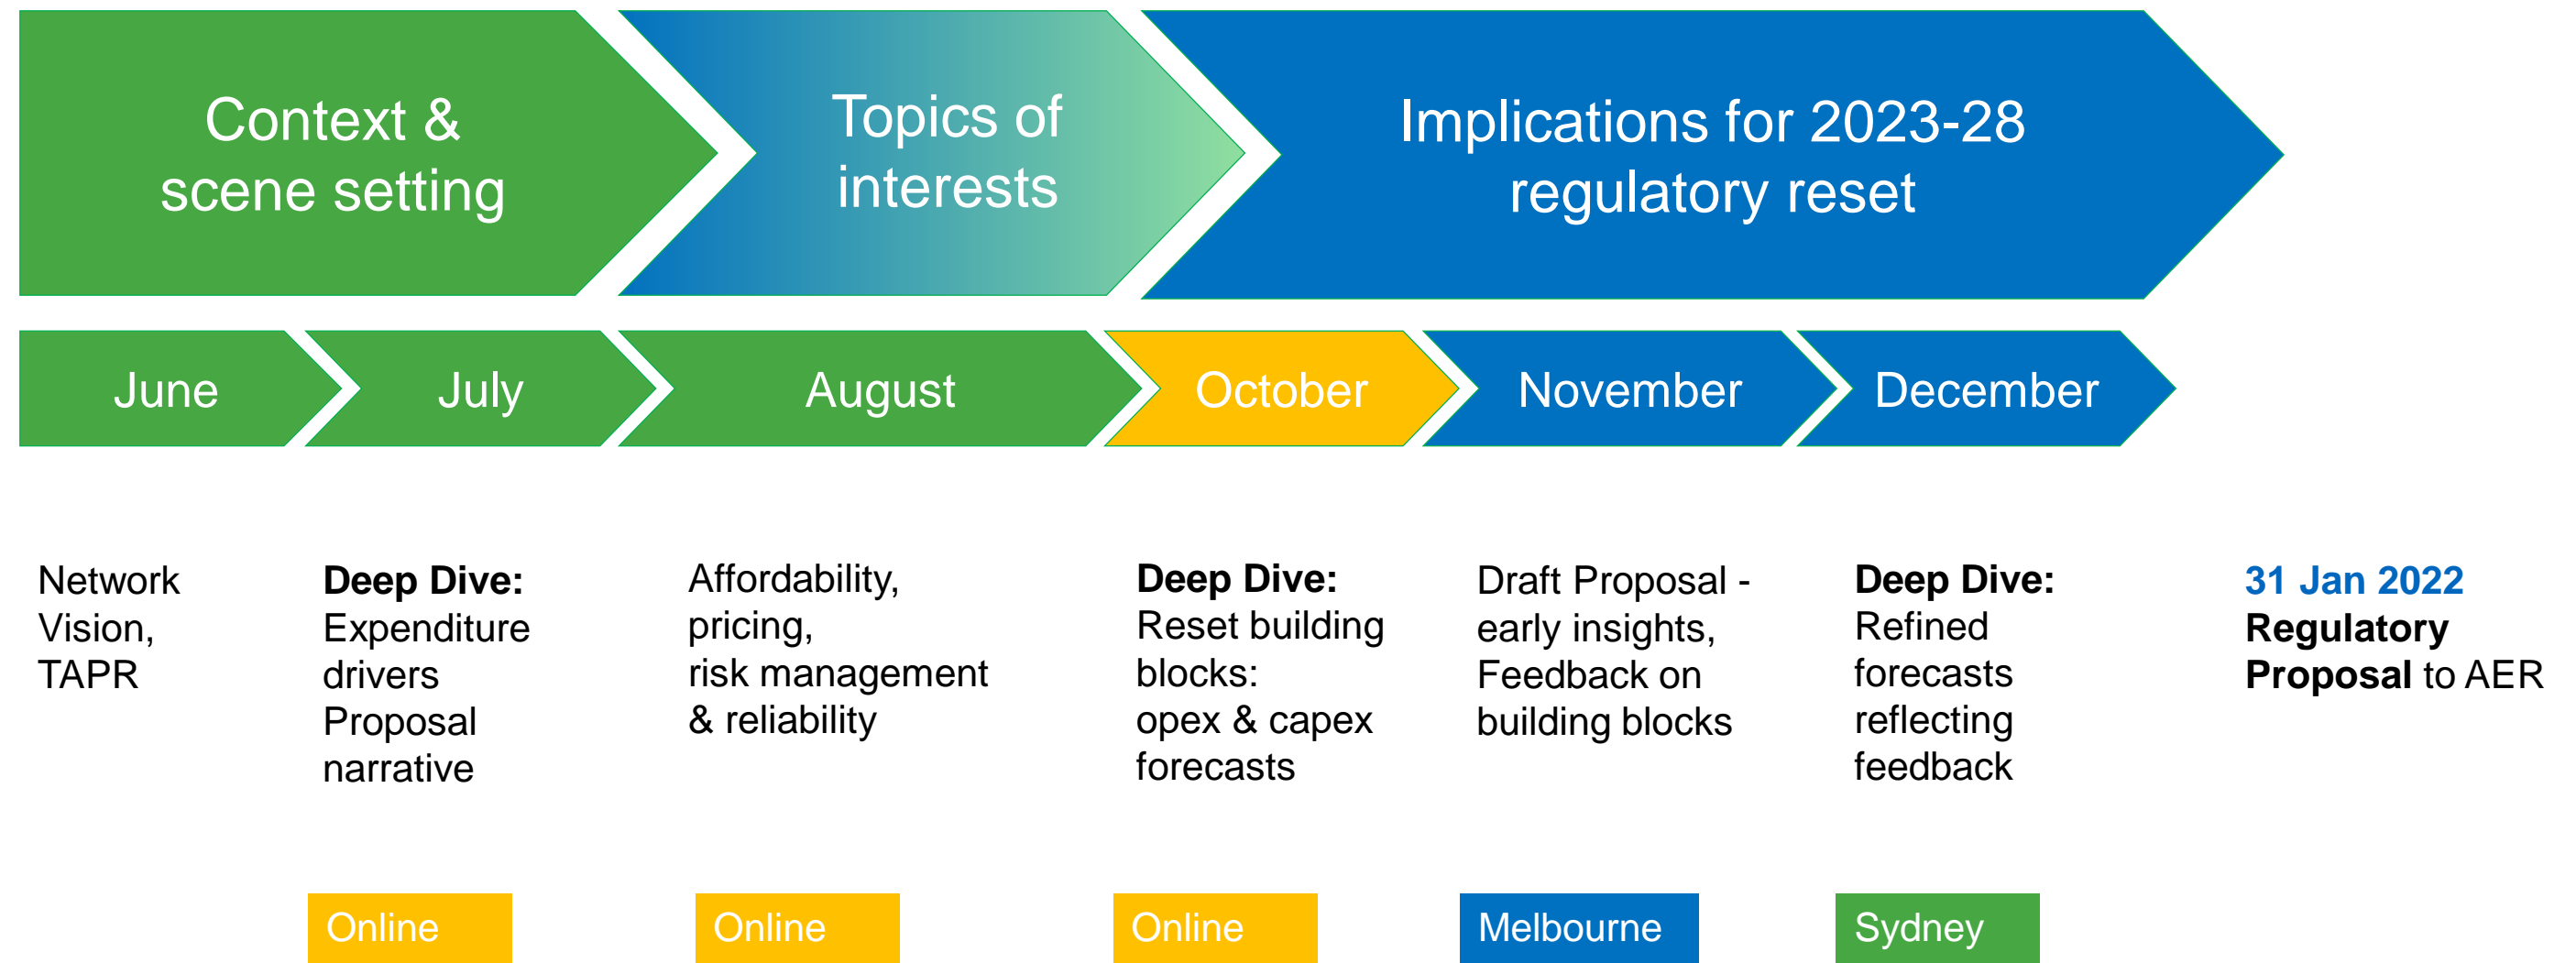 Context &
scene setting
Topics of
interests
Implications for 2023-28
regulatory reset
June
July
August
October
November
December
Network
Vision,
TAPR
Deep Dive:
Expenditure
drivers
Proposal
narrative
Affordability,
pricing,
risk management
& reliability
Deep Dive:
Reset building
blocks:
opex & capex
forecasts
Draft Proposal -
early insights,
Feedback on
building blocks
Deep Dive:
Refined
forecasts
reflecting
feedback
31 Jan 2022
Regulatory
Proposal to AER
Online
Online
Online
Melbourne
Sydney